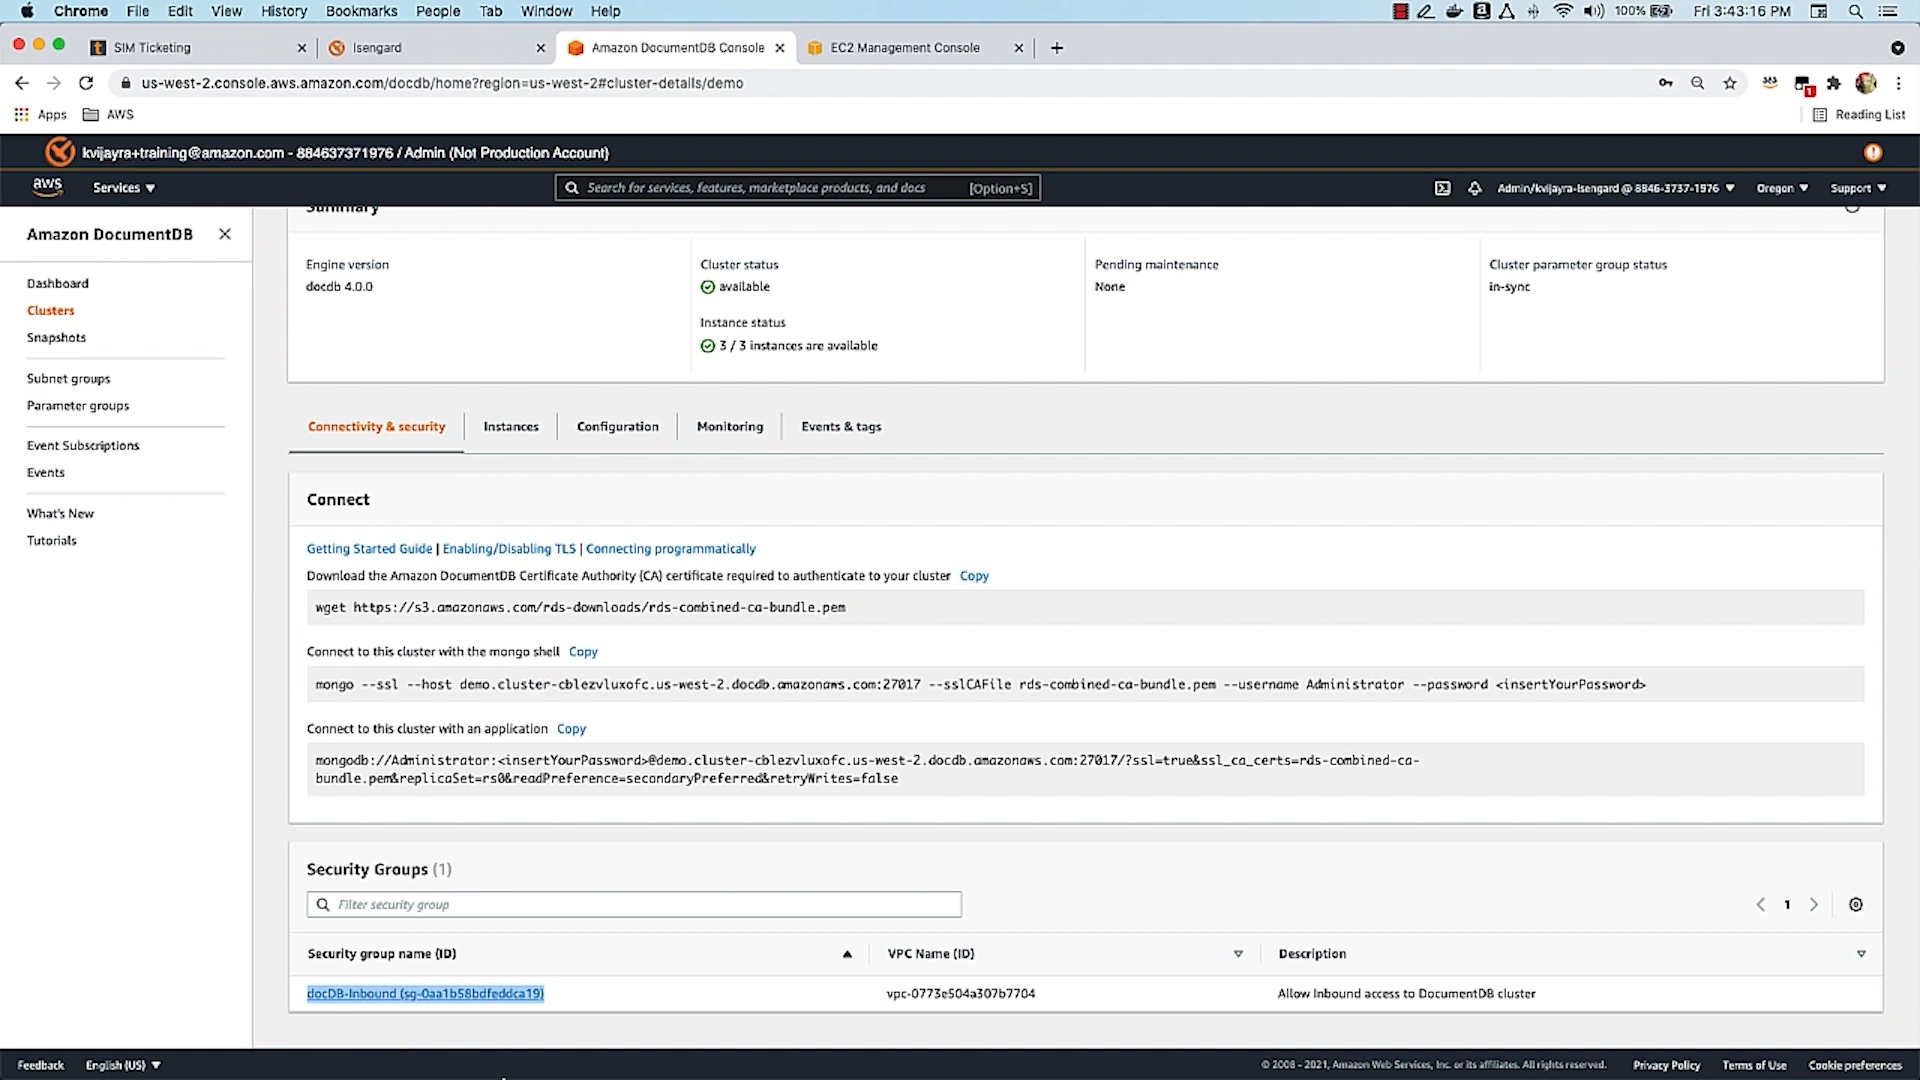 Chrome File Edit View History Bookmarks People Tab Window Help 100% Fri 3:43:16 PM
SIM Ticketing Isengard Amazon DocumentDB Console EC2 Management Console
us-west-2.console.aws.amazon.com/docdb/home?region=us-west-2#cluster-details/demo
Apps AWS Reading List
kvijayra+training@amazon.com - 884637371976 / Admin (Not Production Account)
aws Services Search for services, features, marketplace products, and docs [Option+S] Admin/kvijayra-Isengard @ 8846-3737-1976 Oregon Support
Summary
Amazon DocumentDB
Dashboard
Clusters
Snapshots
Subnet groups
Parameter groups
Event Subscriptions
Events
What's New
Tutorials
Engine version
docdb 4.0.0
Cluster status
available
Instance status
3 / 3 instances are available
Pending maintenance
None
Cluster parameter group status
in-sync
Connectivity & security Instances Configuration Monitoring Events & tags
Connect
Getting Started Guide | Enabling/Disabling TLS | Connecting programmatically
Download the Amazon DocumentDB Certificate Authority (CA) certificate required to authenticate to your cluster Copy
wget https://s3.amazonaws.com/rds-downloads/rds-combined-ca-bundle.pem
Connect to this cluster with the mongo shell Copy
mongo --ssl --host demo.cluster-cblezvluxofc.us-west-2.docdb.amazonaws.com:27017 --sslCAFile rds-combined-ca-bundle.pem --username Administrator --password <insertYourPassword>
Connect to this cluster with an application Copy
mongodb://Administrator:<insertYourPassword>@demo.cluster-cblezvluxofc.us-west-2.docdb.amazonaws.com:27017/?ssl=true&ssl_ca_certs=rds-combined-ca-
bundle.pem&replicaSet=rs0&readPreference=secondaryPreferred&retryWrites=false
Security Groups (1)
Filter security group
1
Security group name (ID) VPC Name (ID) Description
docDB-Inbound (sg-0aa1b58bdfeddca19) vpc-0773e504a307b7704 Allow Inbound access to DocumentDB cluster
Feedback English (US) © 2008 - 2021, Amazon Web Services, Inc. or its affiliates. All rights reserved. Privacy Policy Terms of Use Cookie preferences